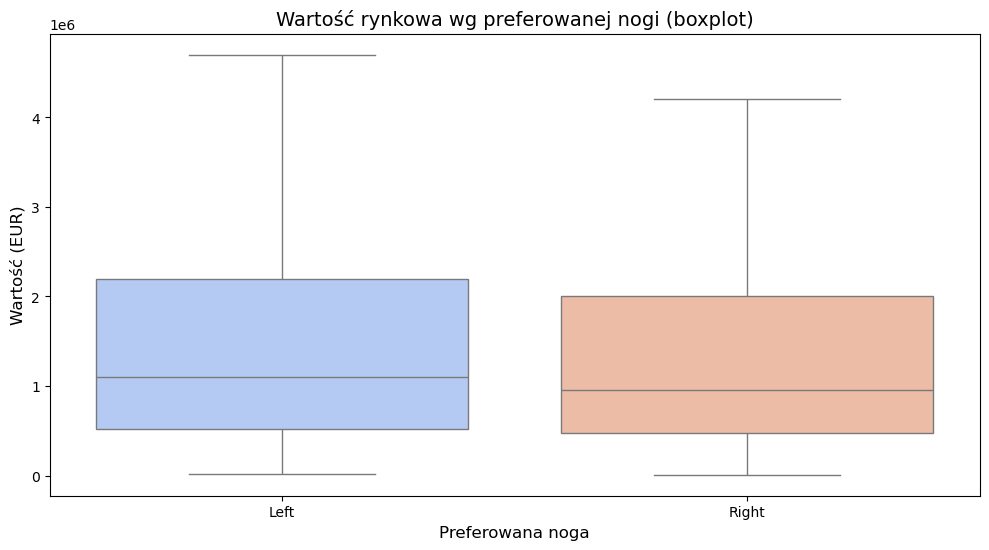 Wartość rynkowa wg preferowanej nogi (boxplot)
1e6
4
3
2
1
0
Wartość (EUR)
Left
Right
Preferowana noga